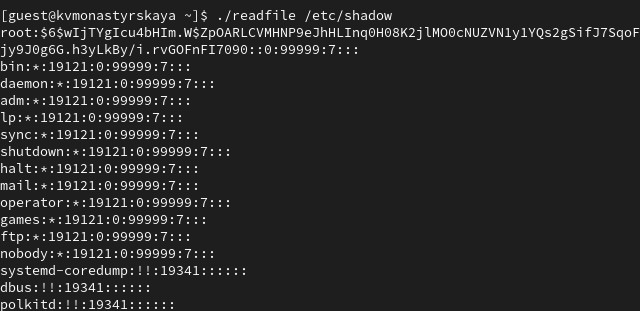 [guest@kvmonastyrskaya ~]$ ./readfile /etc/shadow
root:$6$wIjTYgIcu4bHIm.W$ZpOARLCVMHNP9eJhHLInq0H08K2jlMO0cNUZVN1y1YQs2gSifJ7SqoF
jy9J0g6G.h3yLkBy/i.rvGOFnFI7090::0:99999:7:::
bin:*:19121:0:99999:7:::
daemon:*:19121:0:99999:7:::
adm:*:19121:0:99999:7:::
lp:*:19121:0:99999:7:::
sync:*:19121:0:99999:7:::
shutdown:*:19121:0:99999:7:::
halt:*:19121:0:99999:7:::
mail:*:19121:0:99999:7:::
operator:*:19121:0:99999:7:::
games:*:19121:0:99999:7:::
ftp:*:19121:0:99999:7:::
nobody:*:19121:0:99999:7:::
systemd-coredump:!!:19341::::::
dbus:!!:19341::::::
polkitd:!!:19341::::::